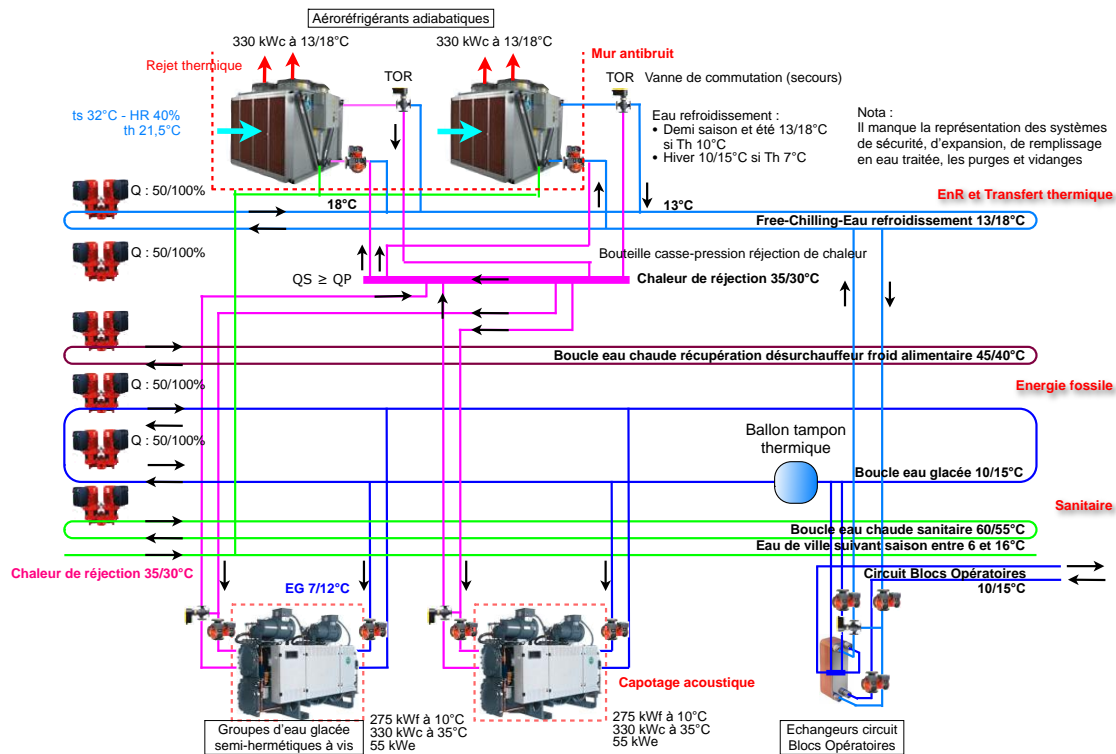 Aéroréfrigérants adiabatiques
330 kWc à 13/18°C
330 kWc à 13/18°C
Mur antibruit
Rejet thermique
TOR
TOR
Vanne de commutation (secours)
ts 32°C - HR 40%
th 21,5°C
Eau refroidissement :
• Demi saison et été 13/18°C
si Th 10°C
• Hiver 10/15°C si Th 7°C
Nota :
Il manque la représentation des systèmes
de sécurité, d'expansion, de remplissage
en eau traitée, les purges et vidanges
Q : 50/100%
18°C
13°C
EnR et Transfert thermique
Free-Chilling-Eau refroidissement 13/18°C
Q : 50/100%
Bouteille casse-pression réjection de chaleur
QS ≥ QP
Chaleur de réjection 35/30°C
Boucle eau chaude récupération désurchauffeur froid alimentaire 45/40°C
Q : 50/100%
Energie fossile
Q : 50/100%
Ballon tampon
thermique
Boucle eau glacée 10/15°C
Sanitaire
Boucle eau chaude sanitaire 60/55°C
Eau de ville suivant saison entre 6 et 16°C
Chaleur de réjection 35/30°C
EG 7/12°C
Circuit Blocs Opératoires
10/15°C
Capotage acoustique
Groupes d'eau glacée
semi-hermétiques à vis
275 kWf à 10°C
330 kWc à 35°C
55 kWe
275 kWf à 10°C
330 kWc à 35°C
55 kWe
Echangeurs circuit
Blocs Opératoires